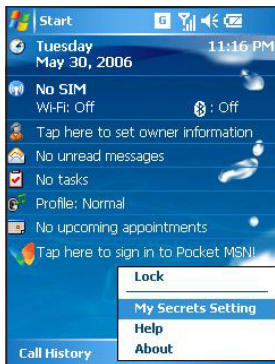 Start
G
Tuesday 11:16 PM
May 30, 2006
No SIM
Wi-Fi: Off : Off
Tap here to set owner information
No unread messages
No tasks
Profile: Normal
No upcoming appointments
Tap here to sign in to Pocket MSN!
Lock
My Secrets Setting
Help
About
Call History